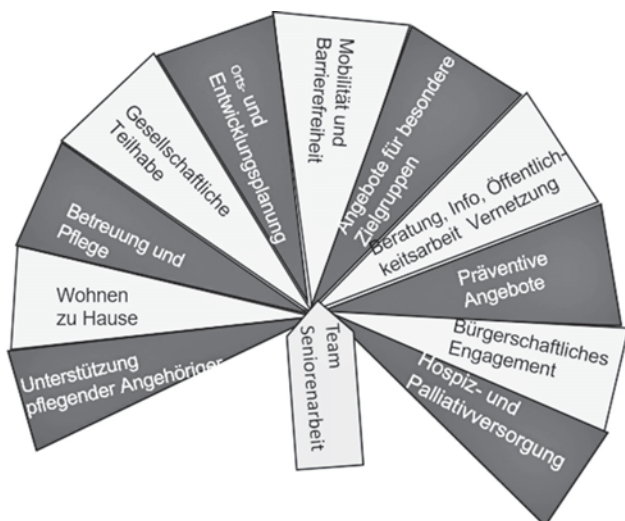 Unterstützung
pflegender Angehöriger
Wohnen
zu Hause
Betreuung und
Pflege
Gesellschaftliche
Teilhabe
Orts- und
Entwicklungsplanung
Mobilität und
Barrierefreiheit
Angebote für besondere
Zielgruppen
Beratung, Info, Öffentlich-
keitsarbeit Vernetzung
Präventive
Angebote
Bürgerschaftliches
Engagement
Hospiz- und
Palliativversorgung
Team
Seniorenarbeit